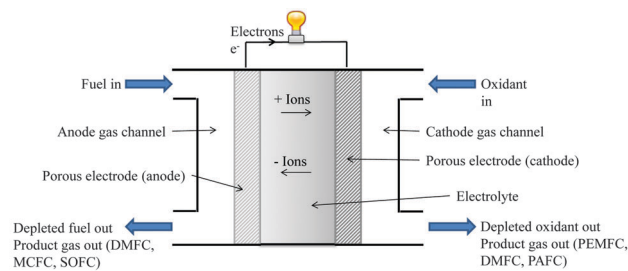 Electrons
e-
Fuel in
Oxidant
in
+ Ions
Anode gas channel
Cathode gas channel
- Ions
Porous electrode (cathode)
Porous electrode (anode)
Electrolyte
Depleted fuel out
Product gas out (DMFC,
MCFC, SOFC)
Depleted oxidant out
Product gas out (PEMFC,
DMFC, PAFC)